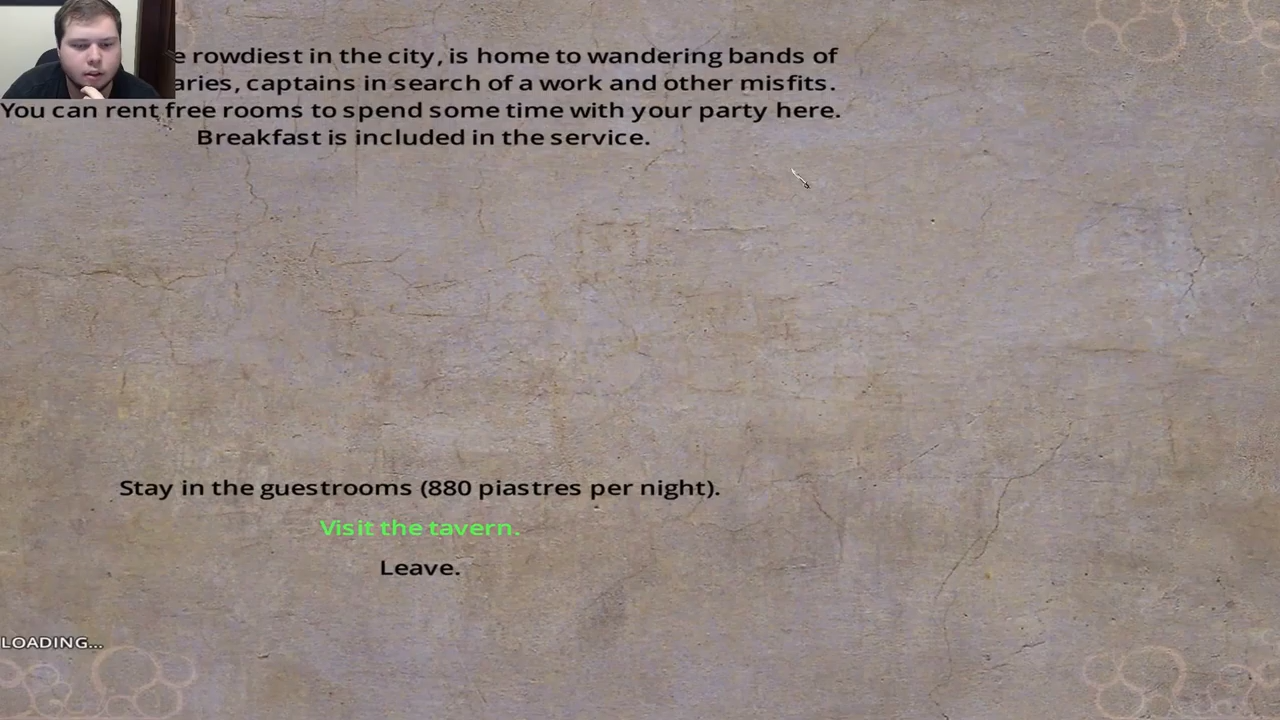 rowdiest in the city, is home to wandering bands of
captains in search of a work and other misfits.
You can rent free rooms to spend some time with your party here.
Breakfast is included in the service.
Stay in the guestrooms (880 piastres per night).
Visit the tavern.
Leave.
LOADING...